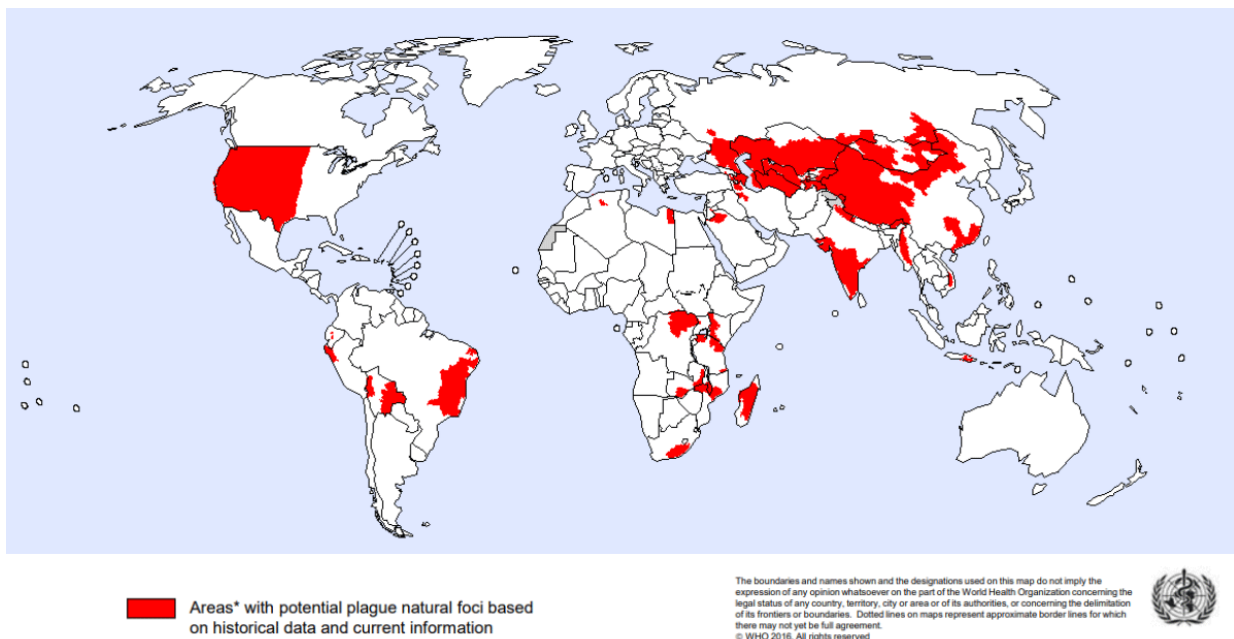 Areas* with potential plague natural foci based
on historical data and current information
The boundaries and names shown and the designations used on this map do not imply the
expression of any opinion whatsoever on the part of the World Health Organization concerning the
legal status of any country, territory, city or area or of its authorities, or concerning the delimitation
of its frontiers or boundaries. Dotted lines on maps represent approximate border lines for which
there may not yet be full agreement.
© WHO 2016. All rights reserved